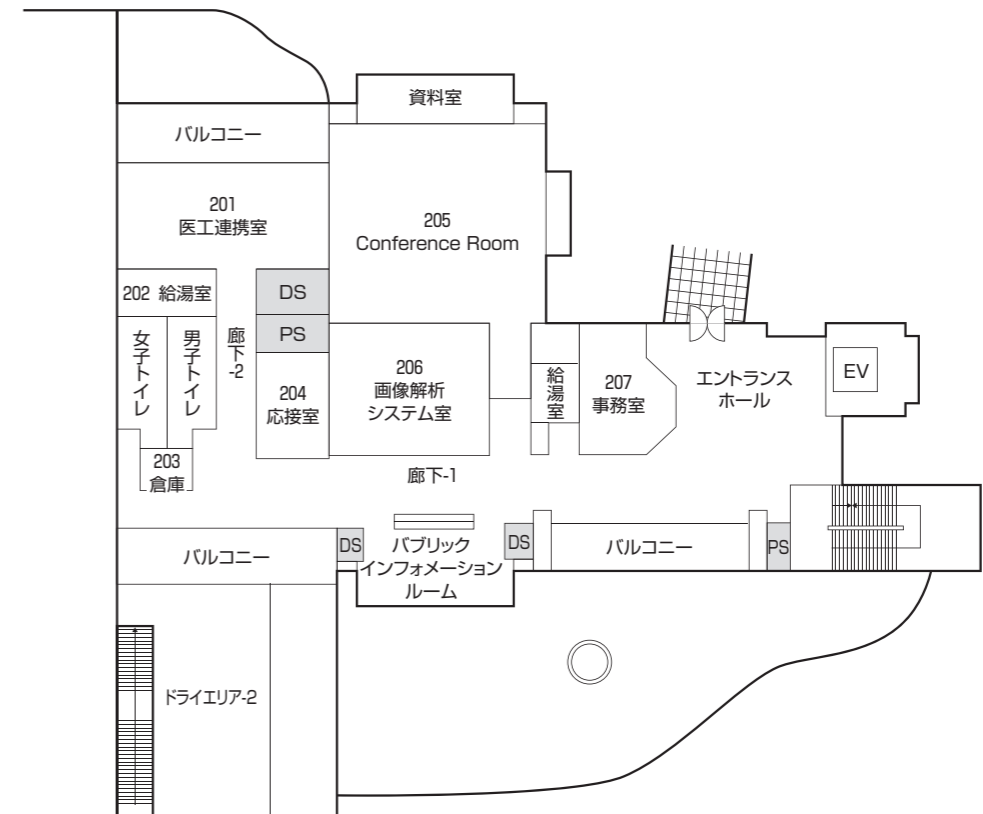 資料室
バルコニー
201
医工連携室
205
Conference Room
202 給湯室
DS
PS
女子トイレ
男子トイレ
廊下
-2
204
応接室
206
画像解析
システム室
給湯室
207
事務室
エントランス
ホール
EV
203
倉庫
廊下-1
バルコニー
DS
パブリック
インフォメーション
ルーム
DS
バルコニー
PS
ドライエリア-2